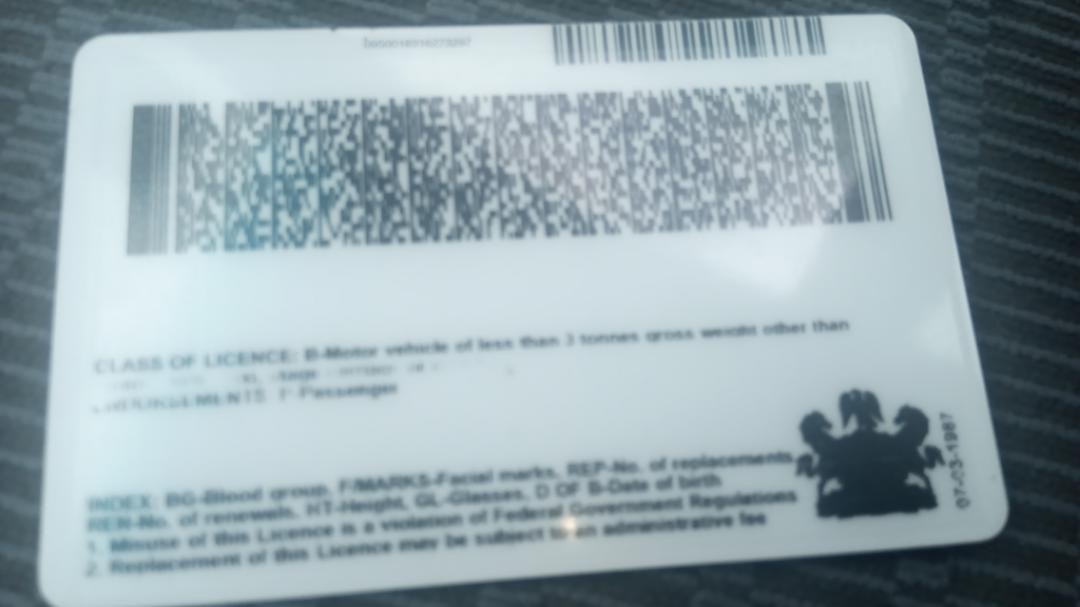 CLASS OF LICENCE: B-Motor vehicle of less than 3 tonnes gross weight other than
ENDORSEMENTS: F-Passenger
07-03-1987
INDEX: BG-Blood group, F/MARKS-Facial marks, REP-No. of replacements,
REN-No. of renewals, HT-Height, GL-Glasses, D OF B-Date of birth
1. Misuse of this Licence is a violation of Federal Government Regulations
2. Replacement of this Licence may be subject to an administrative fee